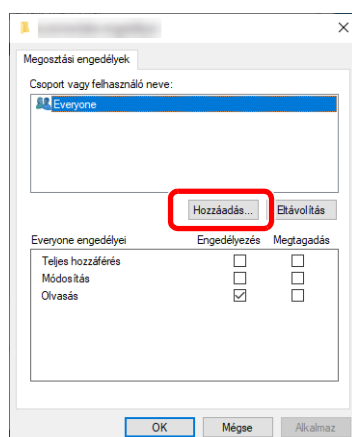 Megosztási engedélyek
Csoport vagy felhasználó neve:
Everyone
Hozzáadás... Eltávolítás
Everyone engedélyei Engedélyezés Megtagadás
Teljes hozzáférés
Módosítás
Olvasás
OK Mégse Alkalmaz